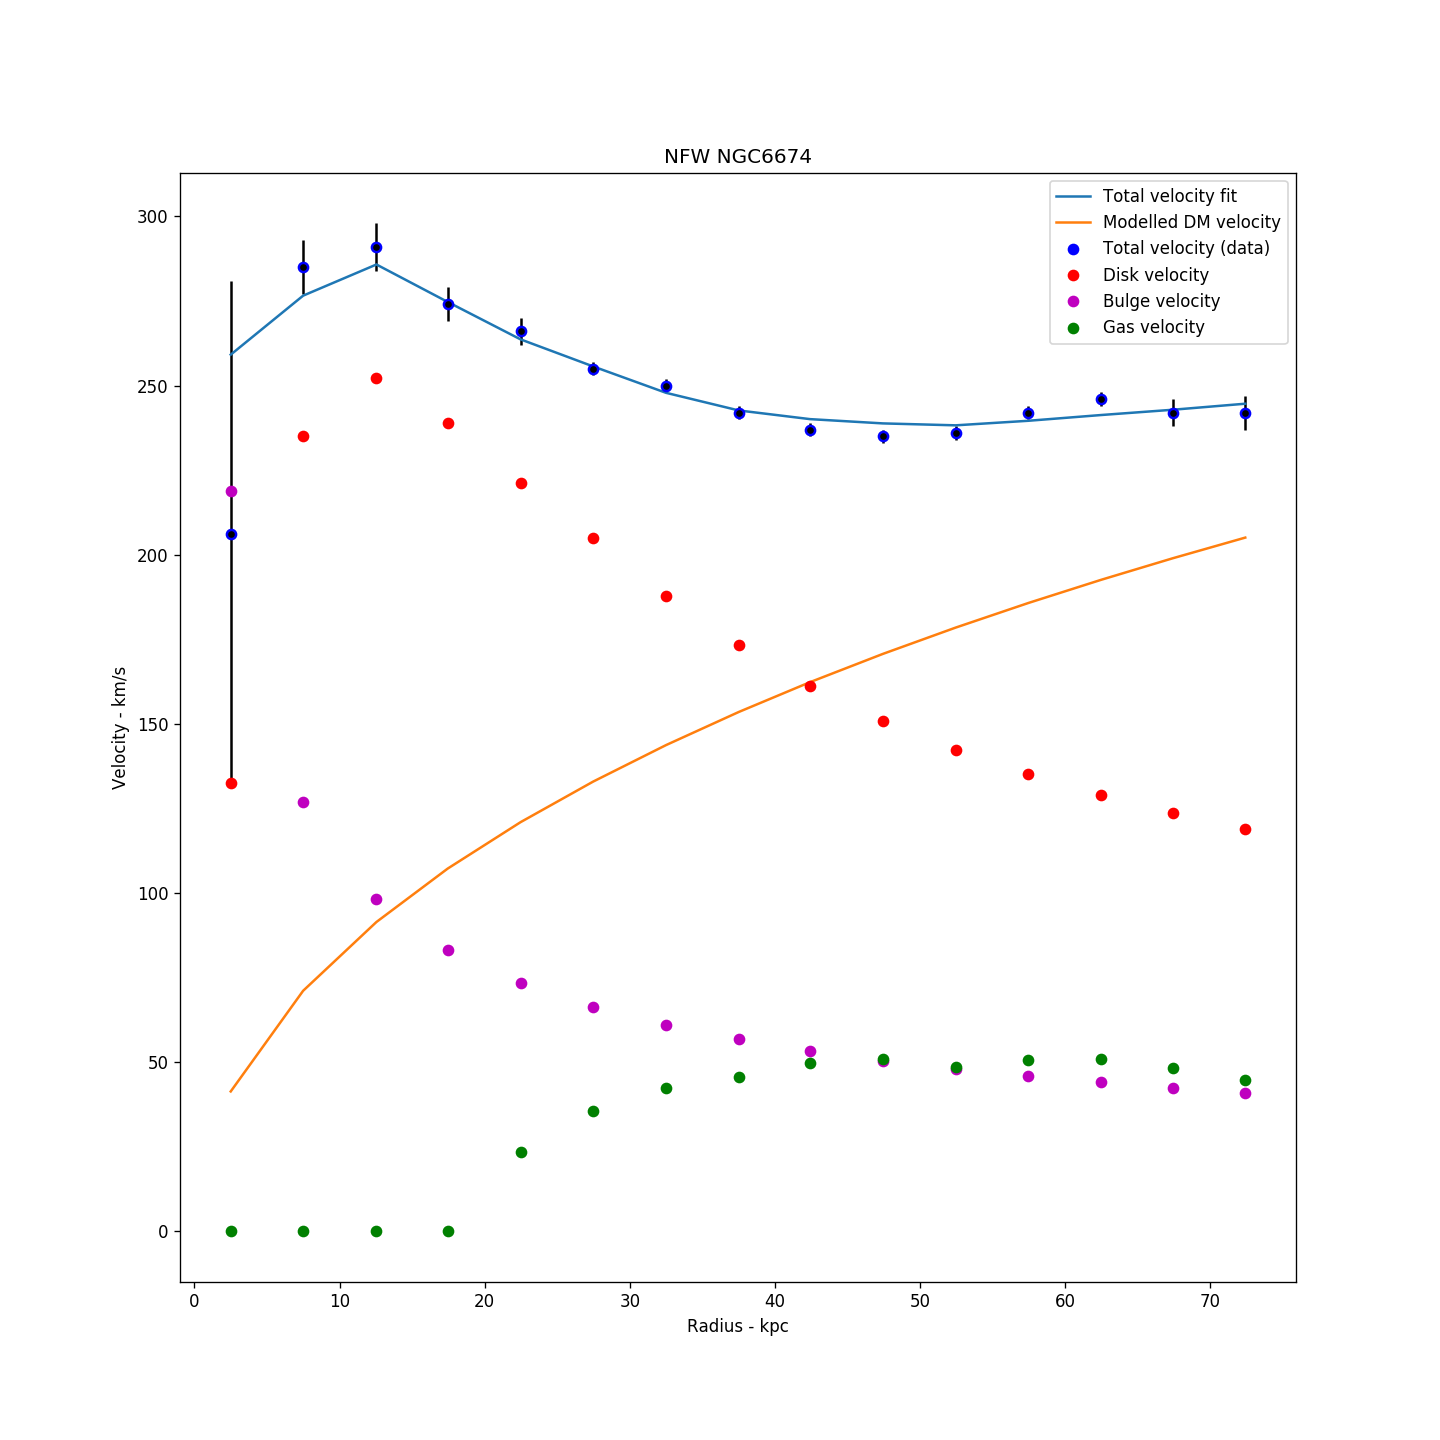 NFW NGC6674
Total velocity fit
Modelled DM velocity
Total velocity (data)
Disk velocity
Bulge velocity
Gas velocity
300
250
200
150
100
50
0
Velocity - km/s
0 10 20 30 40 50 60 70
Radius - kpc